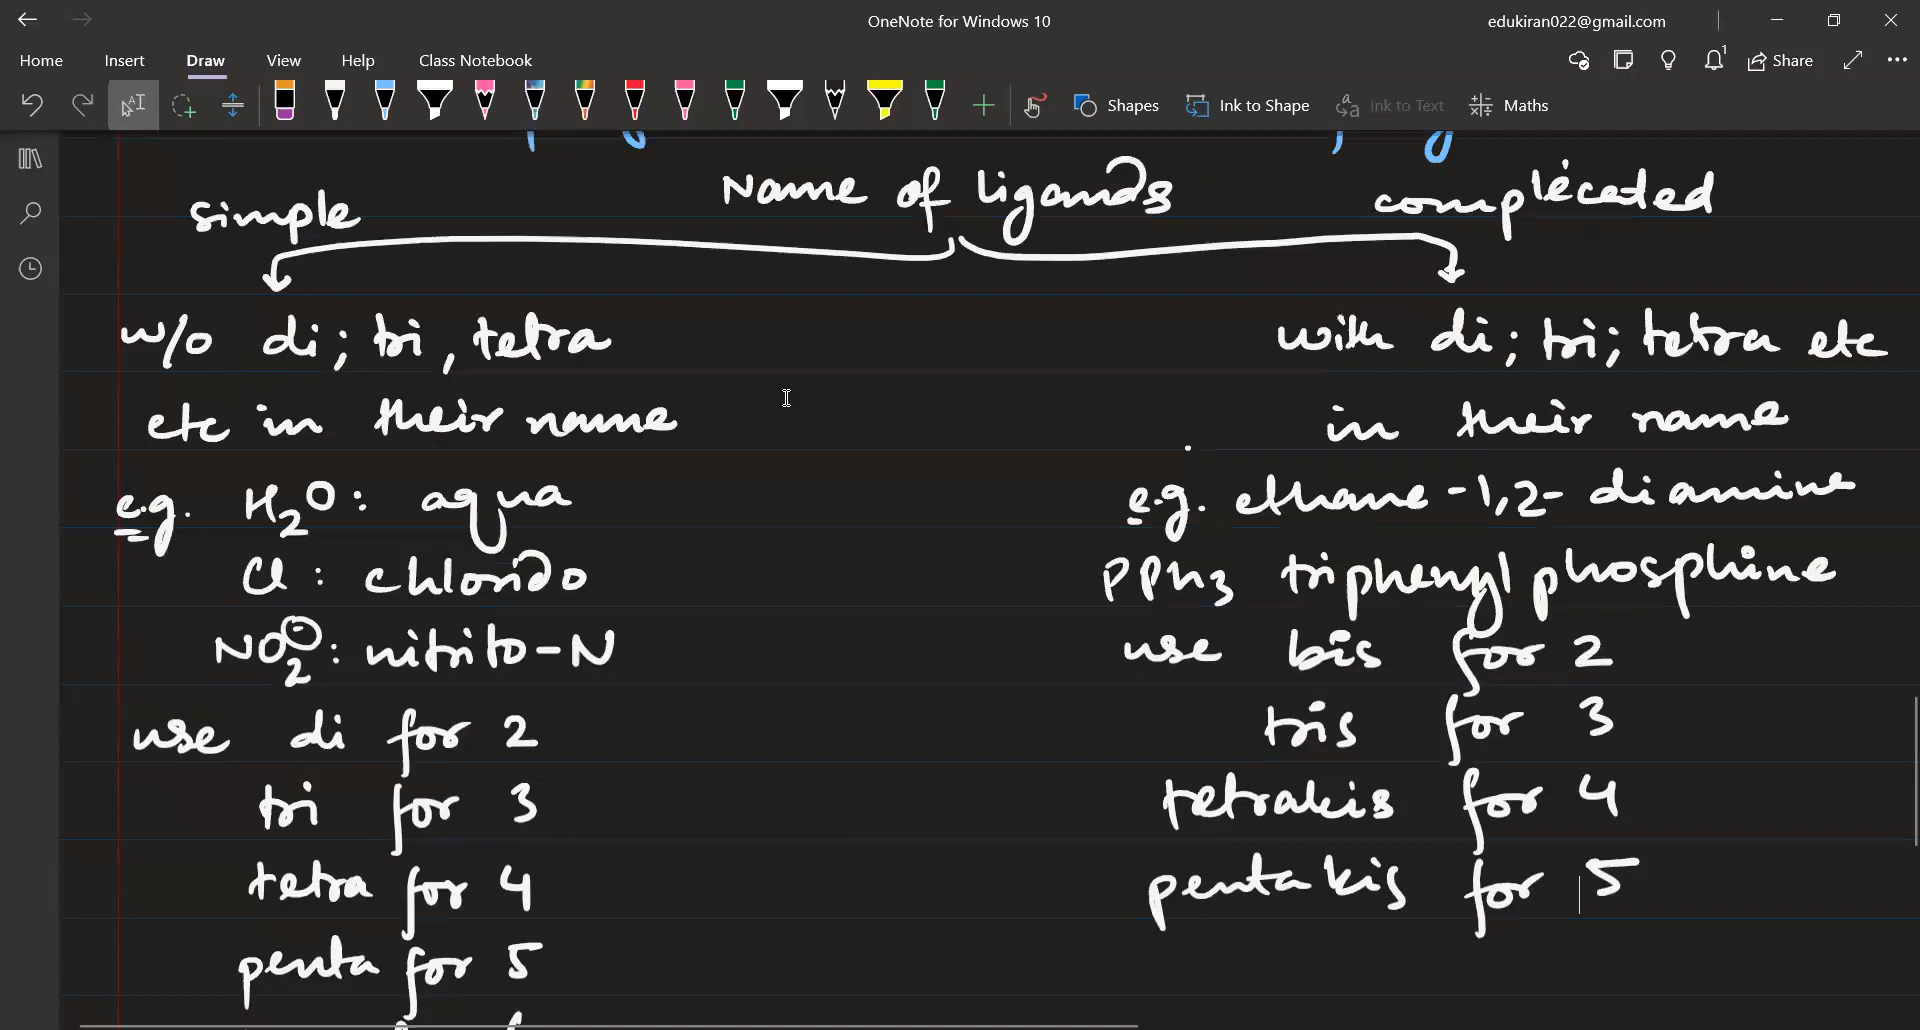 OneNote for Windows 10
edukiran022@gmail.com
Home Insert Draw View Help Class Notebook
1 Share
Shapes Ink to Shape Ink to Text Maths
Name of ligands
simple
complécated
w/o di; tri, tetra
etc in their name
e.g. H2O: aqua
Cl: chlorido
NO2⊖: nitrito-N
use di for 2
tri for 3
tetra for 4
penta for 5
with di; tri; tetra etc
in their name
e.g. ethane-1,2-diamine
PPh3 triphenylphosphine
use bis for 2
tris for 3
tetrakis for 4
pentakis for 5